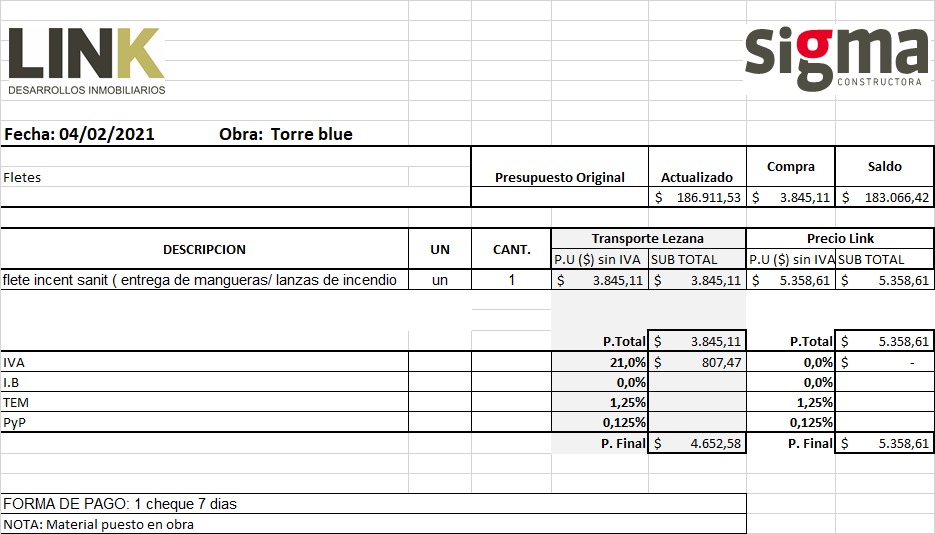 LINK
DESARROLLOS INMOBILIARIOS
sigma
CONSTRUCTORA
Fecha: 04/02/2021 Obra: Torre blue
Fletes Presupuesto Original Actualizado Compra Saldo
$ 186.911,53 $ 3.845,11 $ 183.066,42
DESCRIPCION UN CANT. Transporte Lezana Precio Link
P.U ($) sin IVA SUB TOTAL P.U ($) sin IVA SUB TOTAL
flete incent sanit ( entrega de mangueras/ lanzas de incendio un 1 $ 3.845,11 $ 3.845,11 $ 5.358,61 $ 5.358,61
P.Total $ 3.845,11 P.Total $ 5.358,61
IVA 21,0% $ 807,47 0,0% $ -
I.B 0,0% 0,0%
TEM 1,25% 1,25%
PyP 0,125% 0,125%
P. Final $ 4.652,58 P. Final $ 5.358,61
FORMA DE PAGO: 1 cheque 7 dias
NOTA: Material puesto en obra